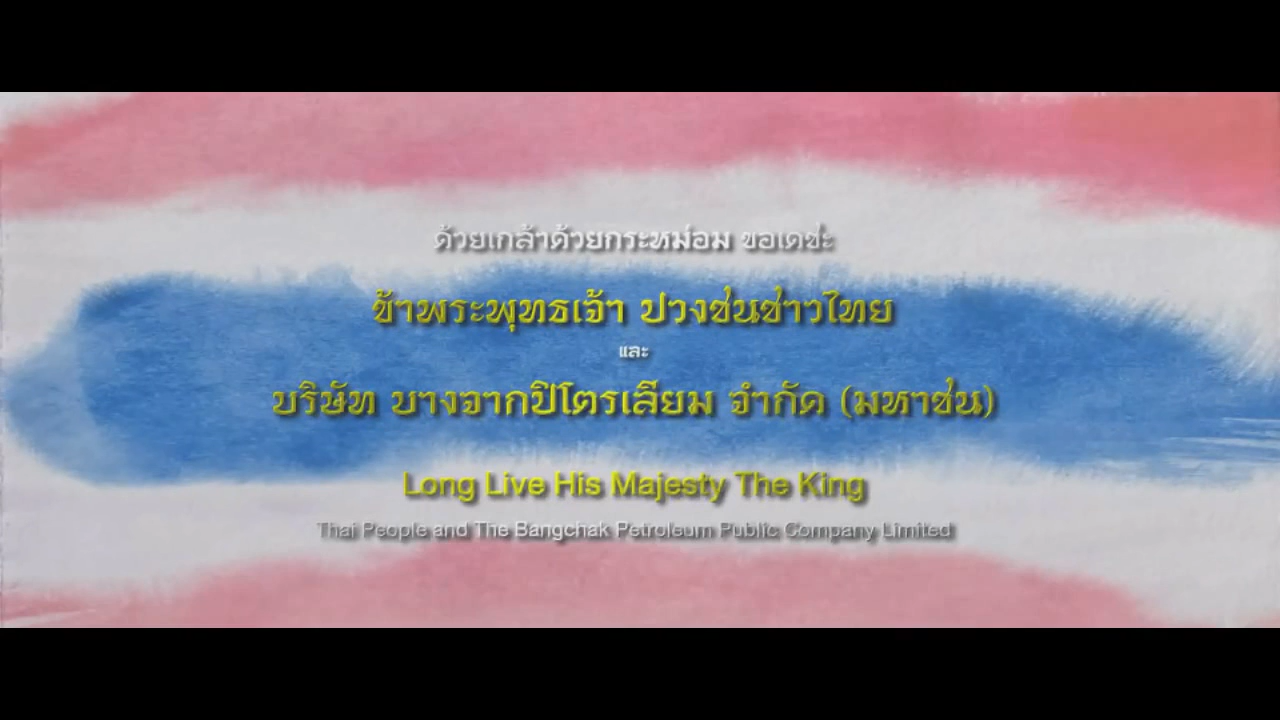 ด้วยเกล้าด้วยกระหม่อม ขอเดชะ
ข้าพระพุทธเจ้า ปวงชนชาวไทย
และ
บริษัท บางจากปิโตรเลียม จำกัด (มหาชน)
Long Live His Majesty The King
Thai People and The Bangchak Petroleum Public Company Limited